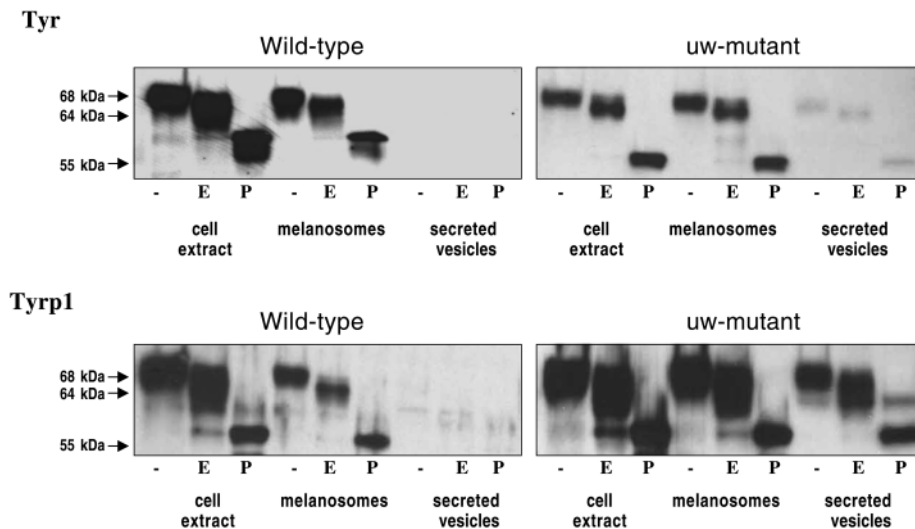 Tyr
Wild-type uw-mutant
68 kDa
64 kDa
55 kDa
- E P - E P - E P - E P - E P - E P
cell extract melanosomes secreted vesicles cell extract melanosomes secreted vesicles
Tyrp1
Wild-type uw-mutant
68 kDa
64 kDa
55 kDa
- E P - E P - E P - E P - E P - E P
cell extract melanosomes secreted vesicles cell extract melanosomes secreted vesicles